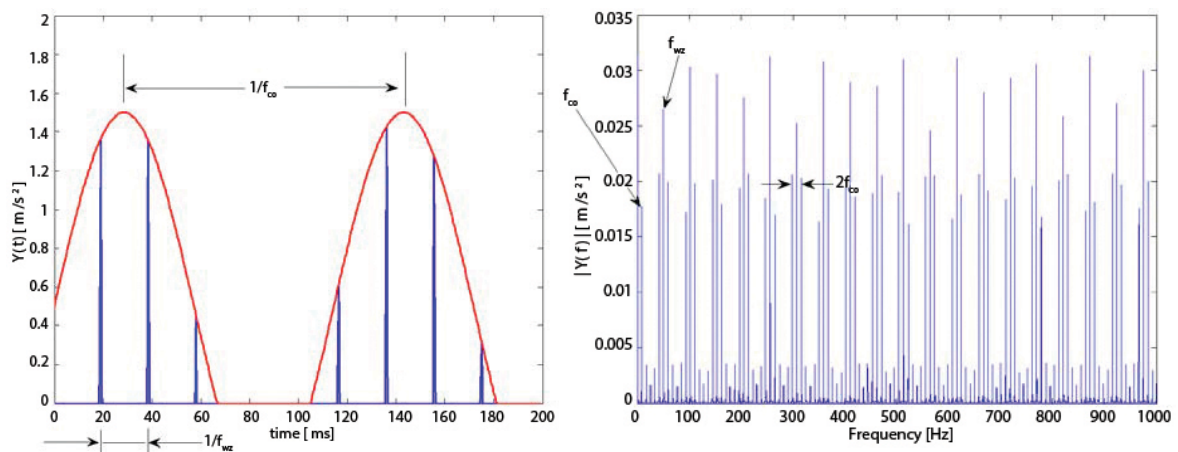 2
1.8
1.6
1.4
1.2
1
0.8
0.6
0.4
0.2
0
Y(t) [ m/s² ]
1/f_co
0 20 40 60 80 100 120 140 160 180 200
time [ ms]
1/f_wz
0.035
0.03
0.025
0.02
0.015
0.01
0.005
0
|Y(f)| [ m/s² ]
f_co
f_wz
2f_co
0 100 200 300 400 500 600 700 800 900 1000
Frequency [Hz]